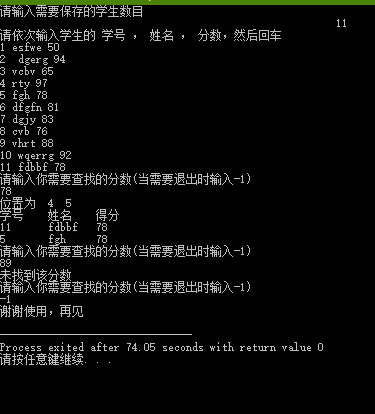 请输入需要保存的学生数目
11
请依次输入学生的 学号 ， 姓名 ， 分数，然后回车
1 esfwe 50
2  dgerg 94
3 vcbv 65
4 rty 97
5 fgh 78
6 dfgfn 81
7 dgjy 83
8 cvb 76
9 vhrt 88
10 wqerrg 92
11 fdbbf 78
请输入你需要查找的分数(当需要退出时输入-1)
78
位置为  4  5
学号    姓名    得分
11      fdbbf   78
5       fgh     78
请输入你需要查找的分数(当需要退出时输入-1)
89
未找到该分数
请输入你需要查找的分数(当需要退出时输入-1)
-1
谢谢使用，再见
--------------------------------
Process exited after 74.05 seconds with return value 0
请按任意键继续. . .